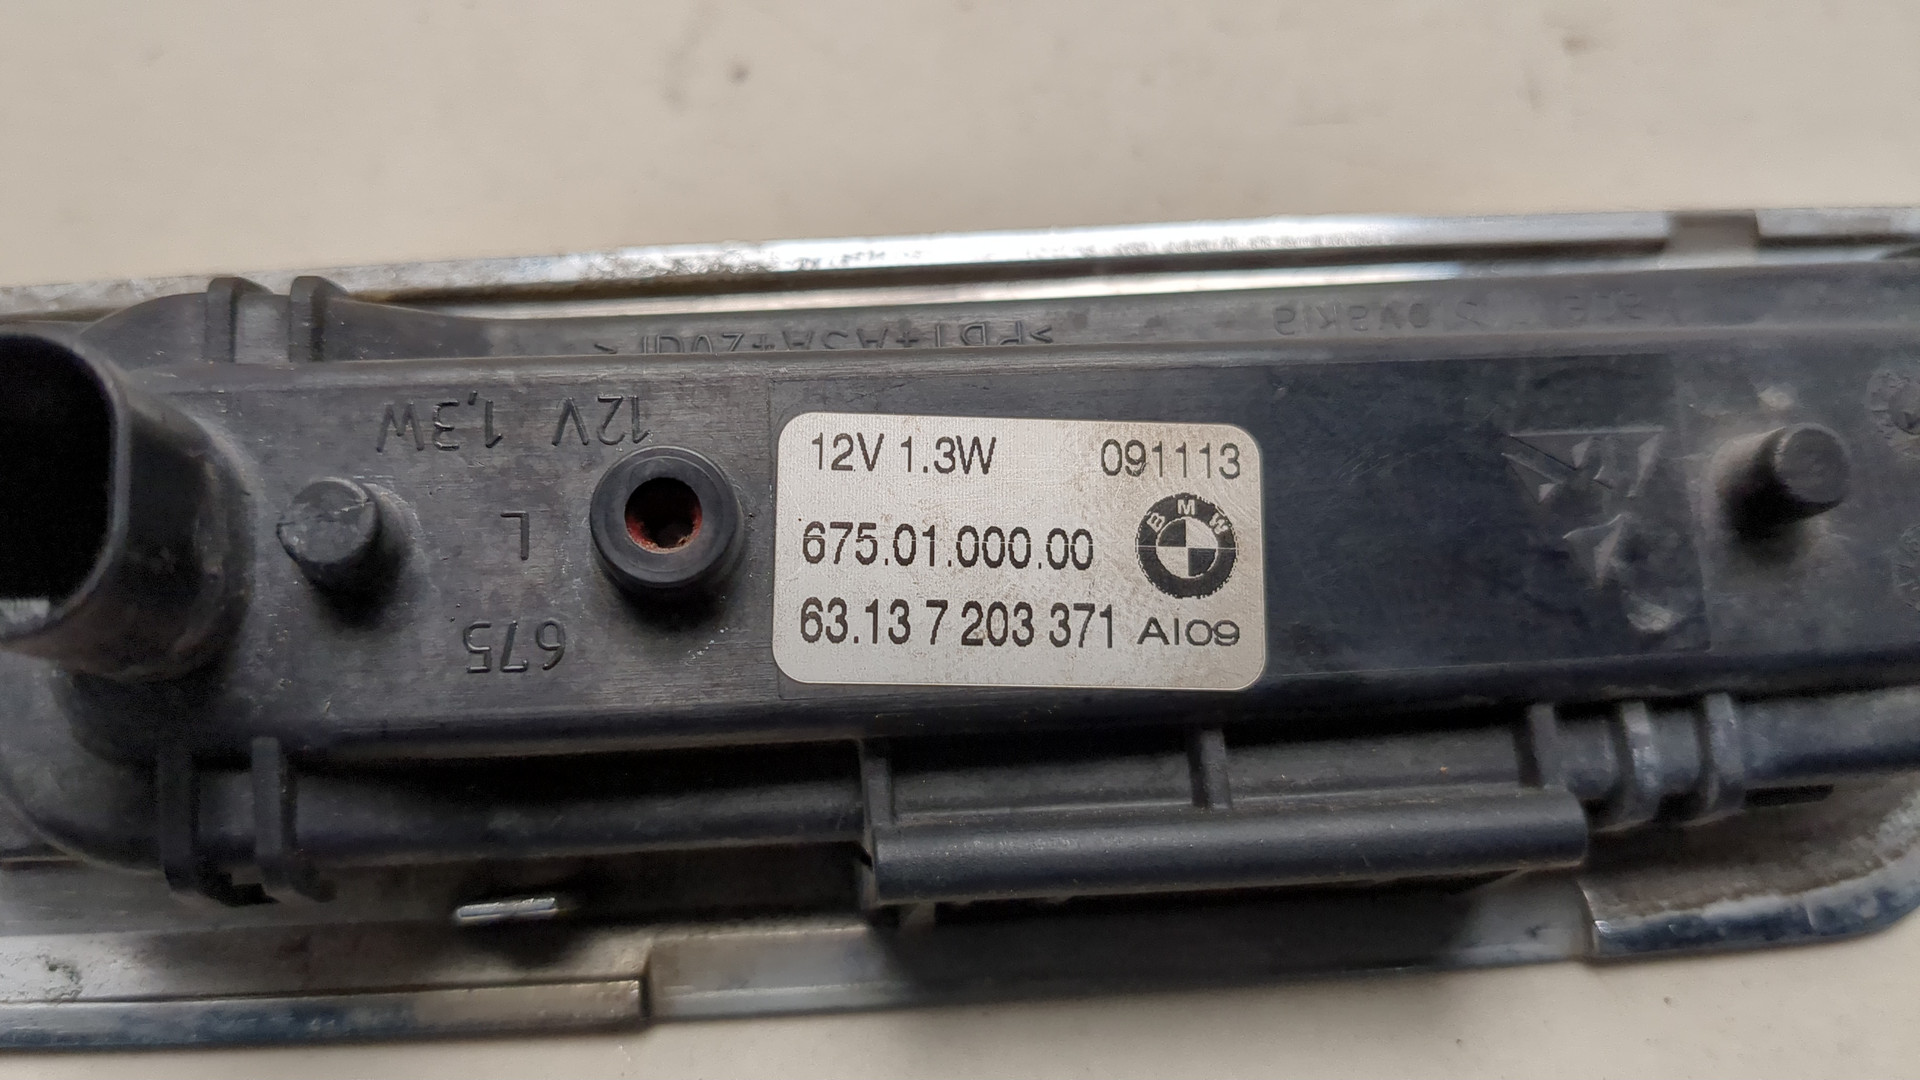 12V 1.3W 091113
BMW
675.01.000.00
63.13 7 203 371 AI09
12V 1,3W
L
675